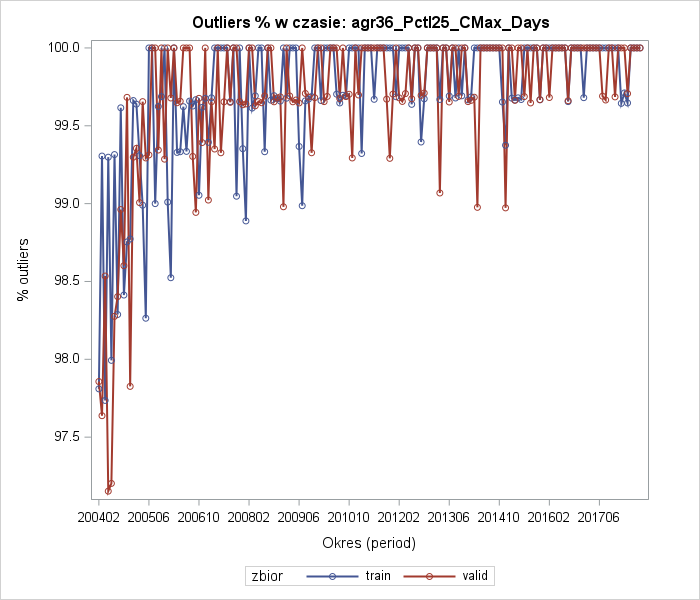 Outliers % w czasie: agr36_Pctl25_CMax_Days
100.0
99.5
99.0
98.5
98.0
97.5
% outliers
200402 200506 200610 200802 200906 201010 201202 201306 201410 201602 201706
Okres (period)
zbior train valid